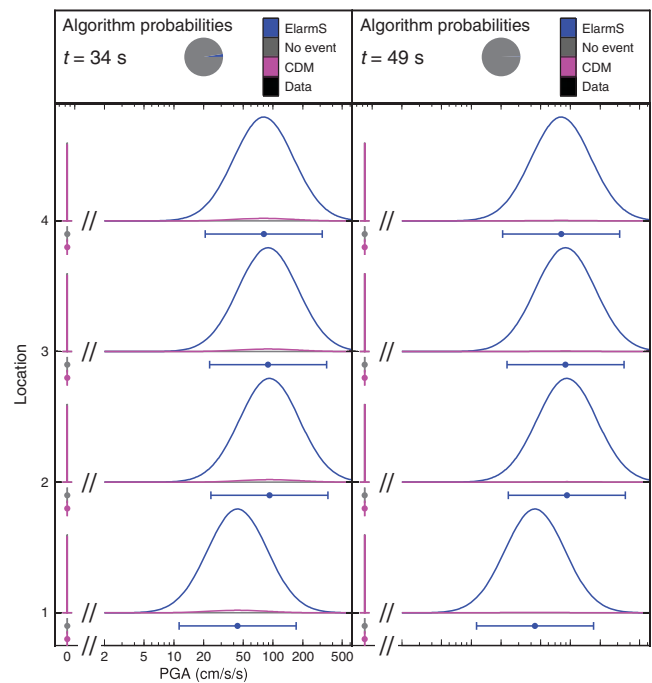 Algorithm probabilities
t = 34 s
ElarmS
No event
CDM
Data
Algorithm probabilities
t = 49 s
ElarmS
No event
CDM
Data
Location
4
//
//
3
//
//
2
//
//
1
//
//
//
//
0 2 5 10 20 50 100 200 500
PGA (cm/s/s)